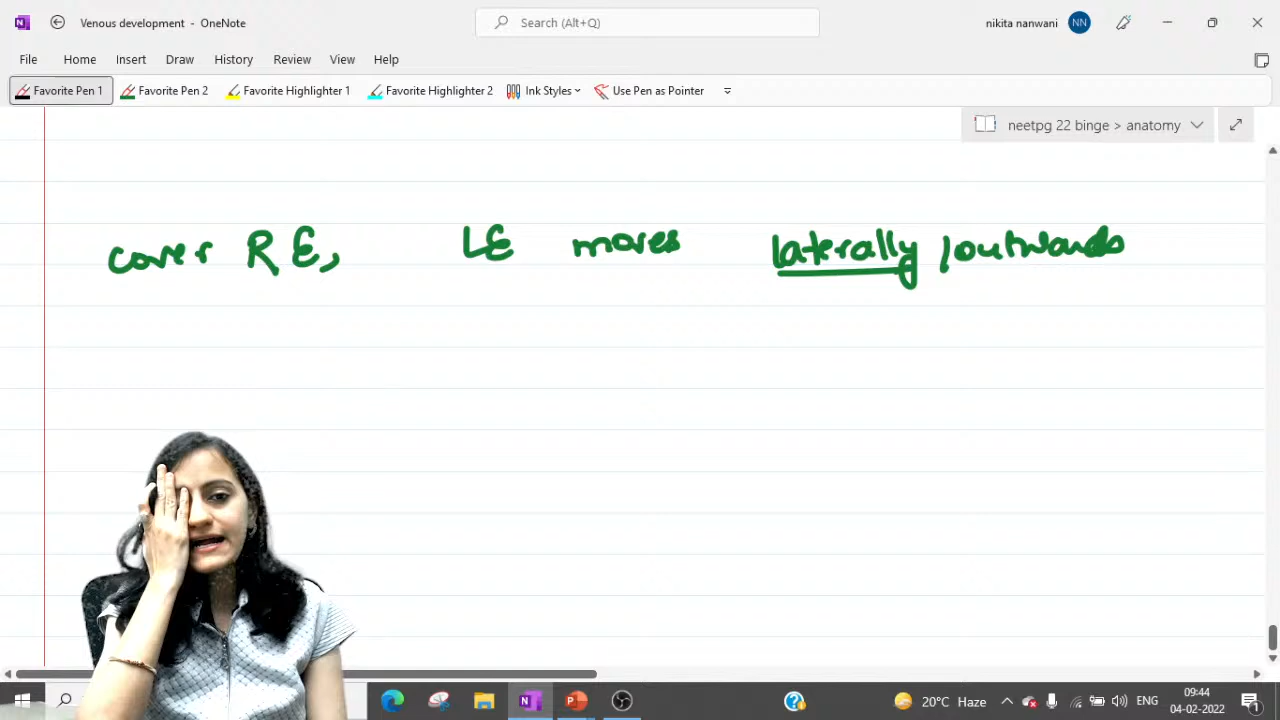 Venous development - OneNote
Search (Alt+Q)
nikita nanwani
NN
File Home Insert Draw History Review View Help
Favorite Pen 1 Favorite Pen 2 Favorite Highlighter 1 Favorite Highlighter 2 Ink Styles Use Pen as Pointer
neetpg 22 binge > anatomy
cover RE, LE moves laterally /outwards
20°C Haze
ENG
09:44
04-02-2022
1